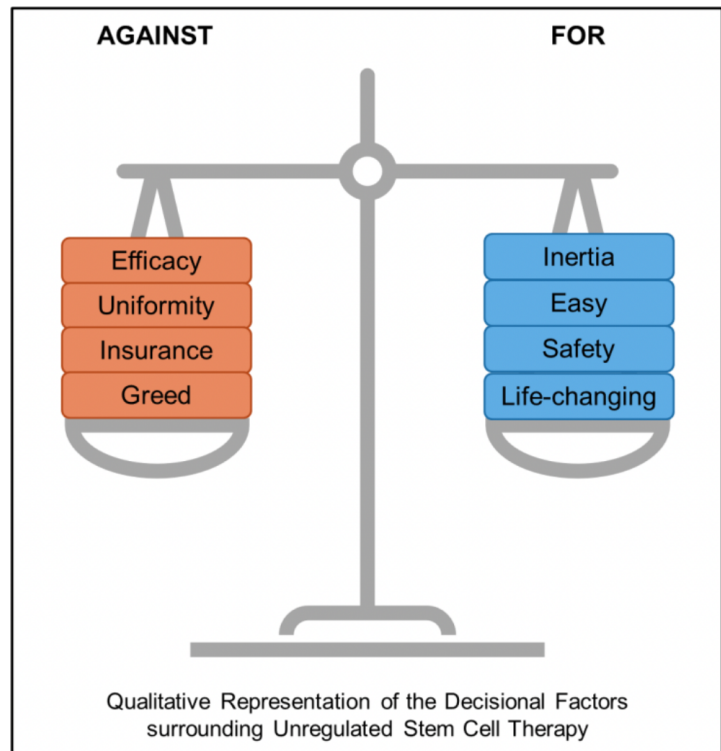 AGAINST
FOR
Efficacy
Uniformity
Insurance
Greed
Inertia
Easy
Safety
Life-changing
Qualitative Representation of the Decisional Factors
surrounding Unregulated Stem Cell Therapy